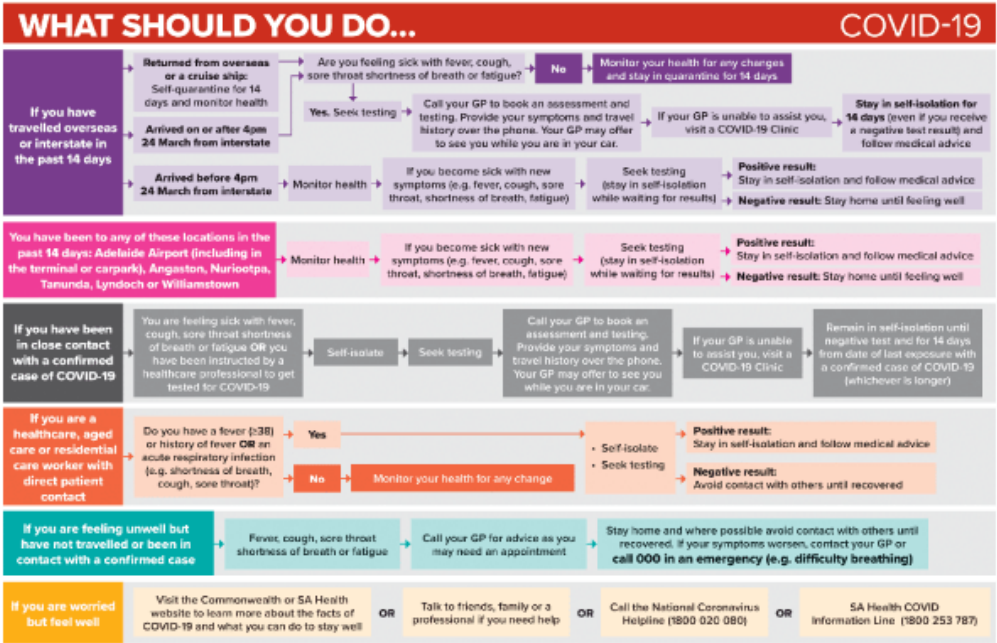 WHAT SHOULD YOU DO...
COVID-19
If you have
travelled overseas
or interstate in
the past 14 days
Returned from overseas
or a cruise ship:
Self-quarantine for 14
days and monitor health
Arrived on or after 4pm
24 March from interstate
Are you feeling sick with fever, cough,
sore throat shortness of breath or fatigue?
No
Monitor your health for any changes
and stay in quarantine for 14 days
Yes. Seek testing
Call your GP to book an assessment and
testing. Provide your symptoms and travel
history over the phone. Your GP may offer
to see you while you are in your car.
If your GP is unable to assist you,
visit a COVID-19 Clinic
Stay in self-isolation for
14 days (even if you receive
a negative test result) and
follow medical advice
Arrived before 4pm
24 March from interstate
Monitor health
If you become sick with new
symptoms (e.g. fever, cough, sore
throat, shortness of breath, fatigue)
Seek testing
(stay in self-isolation
while waiting for results)
Positive result:
Stay in self-isolation and follow medical advice
Negative result: Stay home until feeling well
You have been to any of these locations in the
past 14 days: Adelaide Airport (including in
the terminal or carpark), Angaston, Nuriootpa,
Tanunda, Lyndoch or Williamstown
Monitor health
If you become sick with new
symptoms (e.g. fever, cough, sore
throat, shortness of breath, fatigue)
Seek testing
(stay in self-isolation
while waiting for results)
Positive result:
Stay in self-isolation and follow medical advice
Negative result: Stay home until feeling well
If you have been
in close contact
with a confirmed
case of COVID-19
You are feeling sick with fever,
cough, sore throat shortness
of breath or fatigue OR you
have been instructed by a
healthcare professional to get
tested for COVID-19
Self-isolate
Seek testing
Call your GP to book an
assessment and testing.
Provide your symptoms and
travel history over the phone.
Your GP may offer to see you
while you are in your car.
If your GP is unable
to assist you, visit a
COVID-19 Clinic
Remain in self-isolation until
negative test and for 14 days
from date of last exposure with
a confirmed case of COVID-19
(whichever is longer)
If you are a
healthcare, aged
care or residential
care worker with
direct patient
contact
Do you have a fever (≥38)
or history of fever OR an
acute respiratory infection
(e.g. shortness of breath,
cough, sore throat)?
Yes
No
Monitor your health for any change
• Self-isolate
• Seek testing
Positive result:
Stay in self-isolation and follow medical advice
Negative result:
Avoid contact with others until recovered
If you are feeling unwell but
have not travelled or been in
contact with a confirmed case
Fever, cough, sore throat
shortness of breath or fatigue
Call your GP for advice as you
may need an appointment
Stay home and where possible avoid contact with others until
recovered. If your symptoms worsen, contact your GP or
call 000 in an emergency (e.g. difficulty breathing)
If you are worried
but feel well
Visit the Commonwealth or SA Health
website to learn more about the facts of
COVID-19 and what you can do to stay well
OR
Talk to friends, family or a
professional if you need help
OR
Call the National Coronavirus
Helpline (1800 020 080)
OR
SA Health COVID
Information Line (1800 253 787)